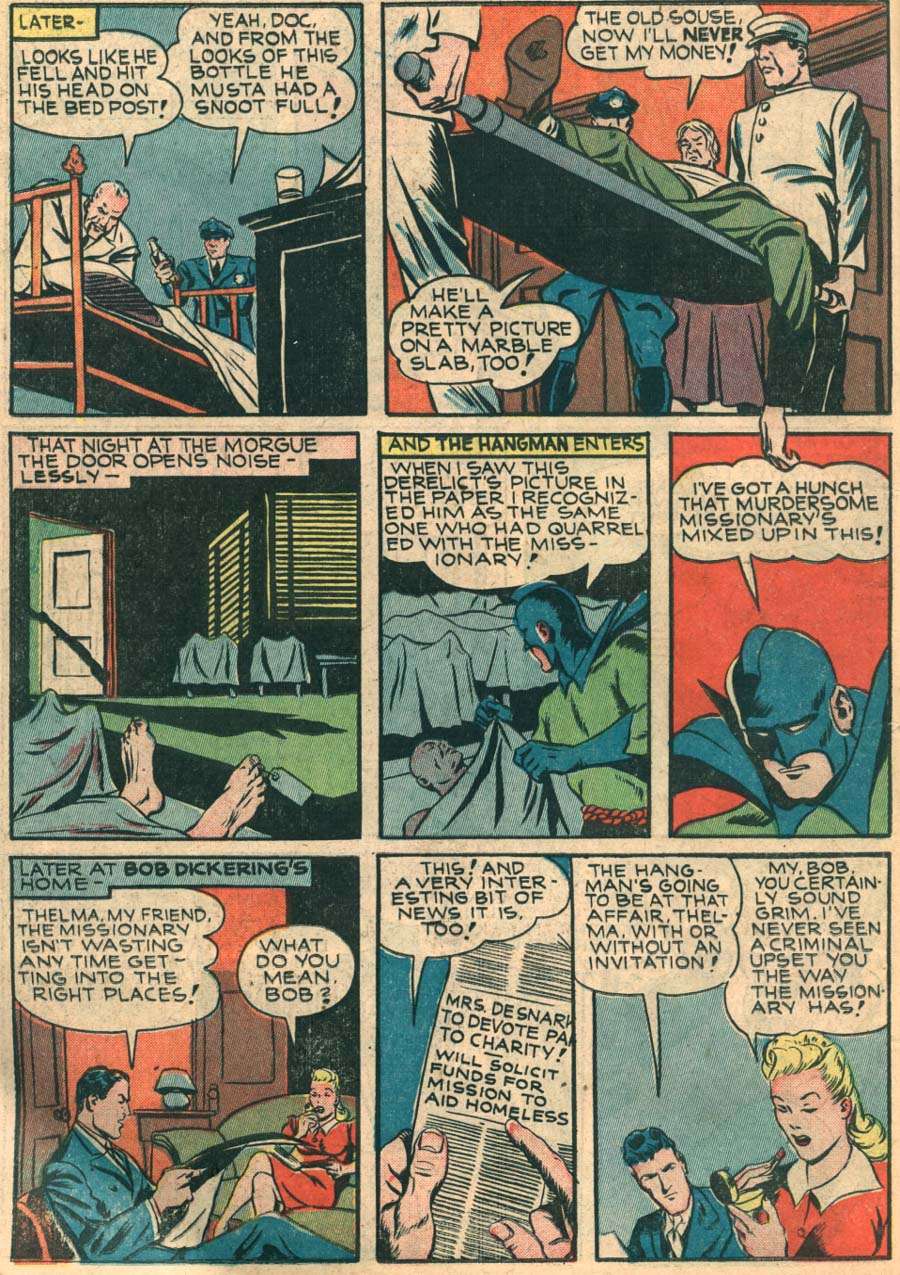 LATER-
LOOKS LIKE HE
FELL AND HIT
HIS HEAD ON
THE BED POST!
YEAH, DOC,
AND FROM THE
LOOKS OF THIS
BOTTLE HE
MUSTA HAD A
SNOOT FULL!
THE OLD SOUSE,
NOW I'LL NEVER
GET MY MONEY!
HE'LL
MAKE A
PRETTY PICTURE
ON A MARBLE
SLAB, TOO!
THAT NIGHT AT THE MORGUE
THE DOOR OPENS NOISE-
LESSLY-
AND THE HANGMAN ENTERS
WHEN I SAW THIS
DERELICT'S PICTURE IN
THE PAPER I RECOGNIZ-
ED HIM AS THE SAME
ONE WHO HAD QUARREL
ED WITH THE MISS-
IONARY!
I'VE GOT A HUNCH
THAT MURDERSOME
MISSIONARY'S
MIXED UP IN THIS!
LATER AT BOB DICKERING'S
HOME-
THELMA, MY FRIEND,
THE MISSIONARY
ISN'T WASTING
ANY TIME GET-
TING INTO THE
RIGHT PLACES!
WHAT
DO YOU
MEAN,
BOB?
THIS! AND
A VERY INTER-
ESTING BIT OF
NEWS IT IS,
TOO!
MRS. DESNARK
TO DEVOTE PA
TO CHARITY!
WILL SOLICIT
FUNDS FOR
MISSION TO
AID HOMELESS
THE HANG-
MAN'S GOING
TO BE AT THAT
AFFAIR, THEL-
MA, WITH OR
WITHOUT AN
INVITATION!
MY, BOB,
YOU CERTAIN-
LY SOUND
GRIM. I'VE
NEVER SEEN
A CRIMINAL
UPSET YOU
THE WAY
THE MISSION-
ARY HAS!